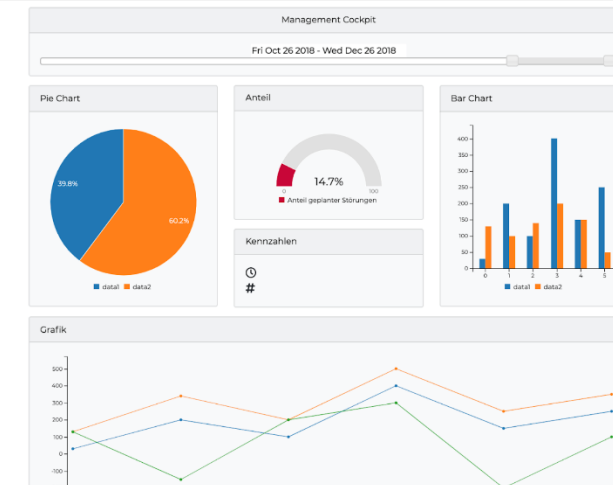 Management Cockpit
Fri Oct 26 2018 - Wed Dec 26 2018
Pie Chart
39.8%
60.2%
data1 data2
Anteil
14.7%
0 100
Anteil geplanter Störungen
Kennzahlen
#
Bar Chart
400
350
300
250
200
150
100
50
0
0 1 2 3 4 5
data1 data2
Grafik
500
400
300
200
100
0
-100